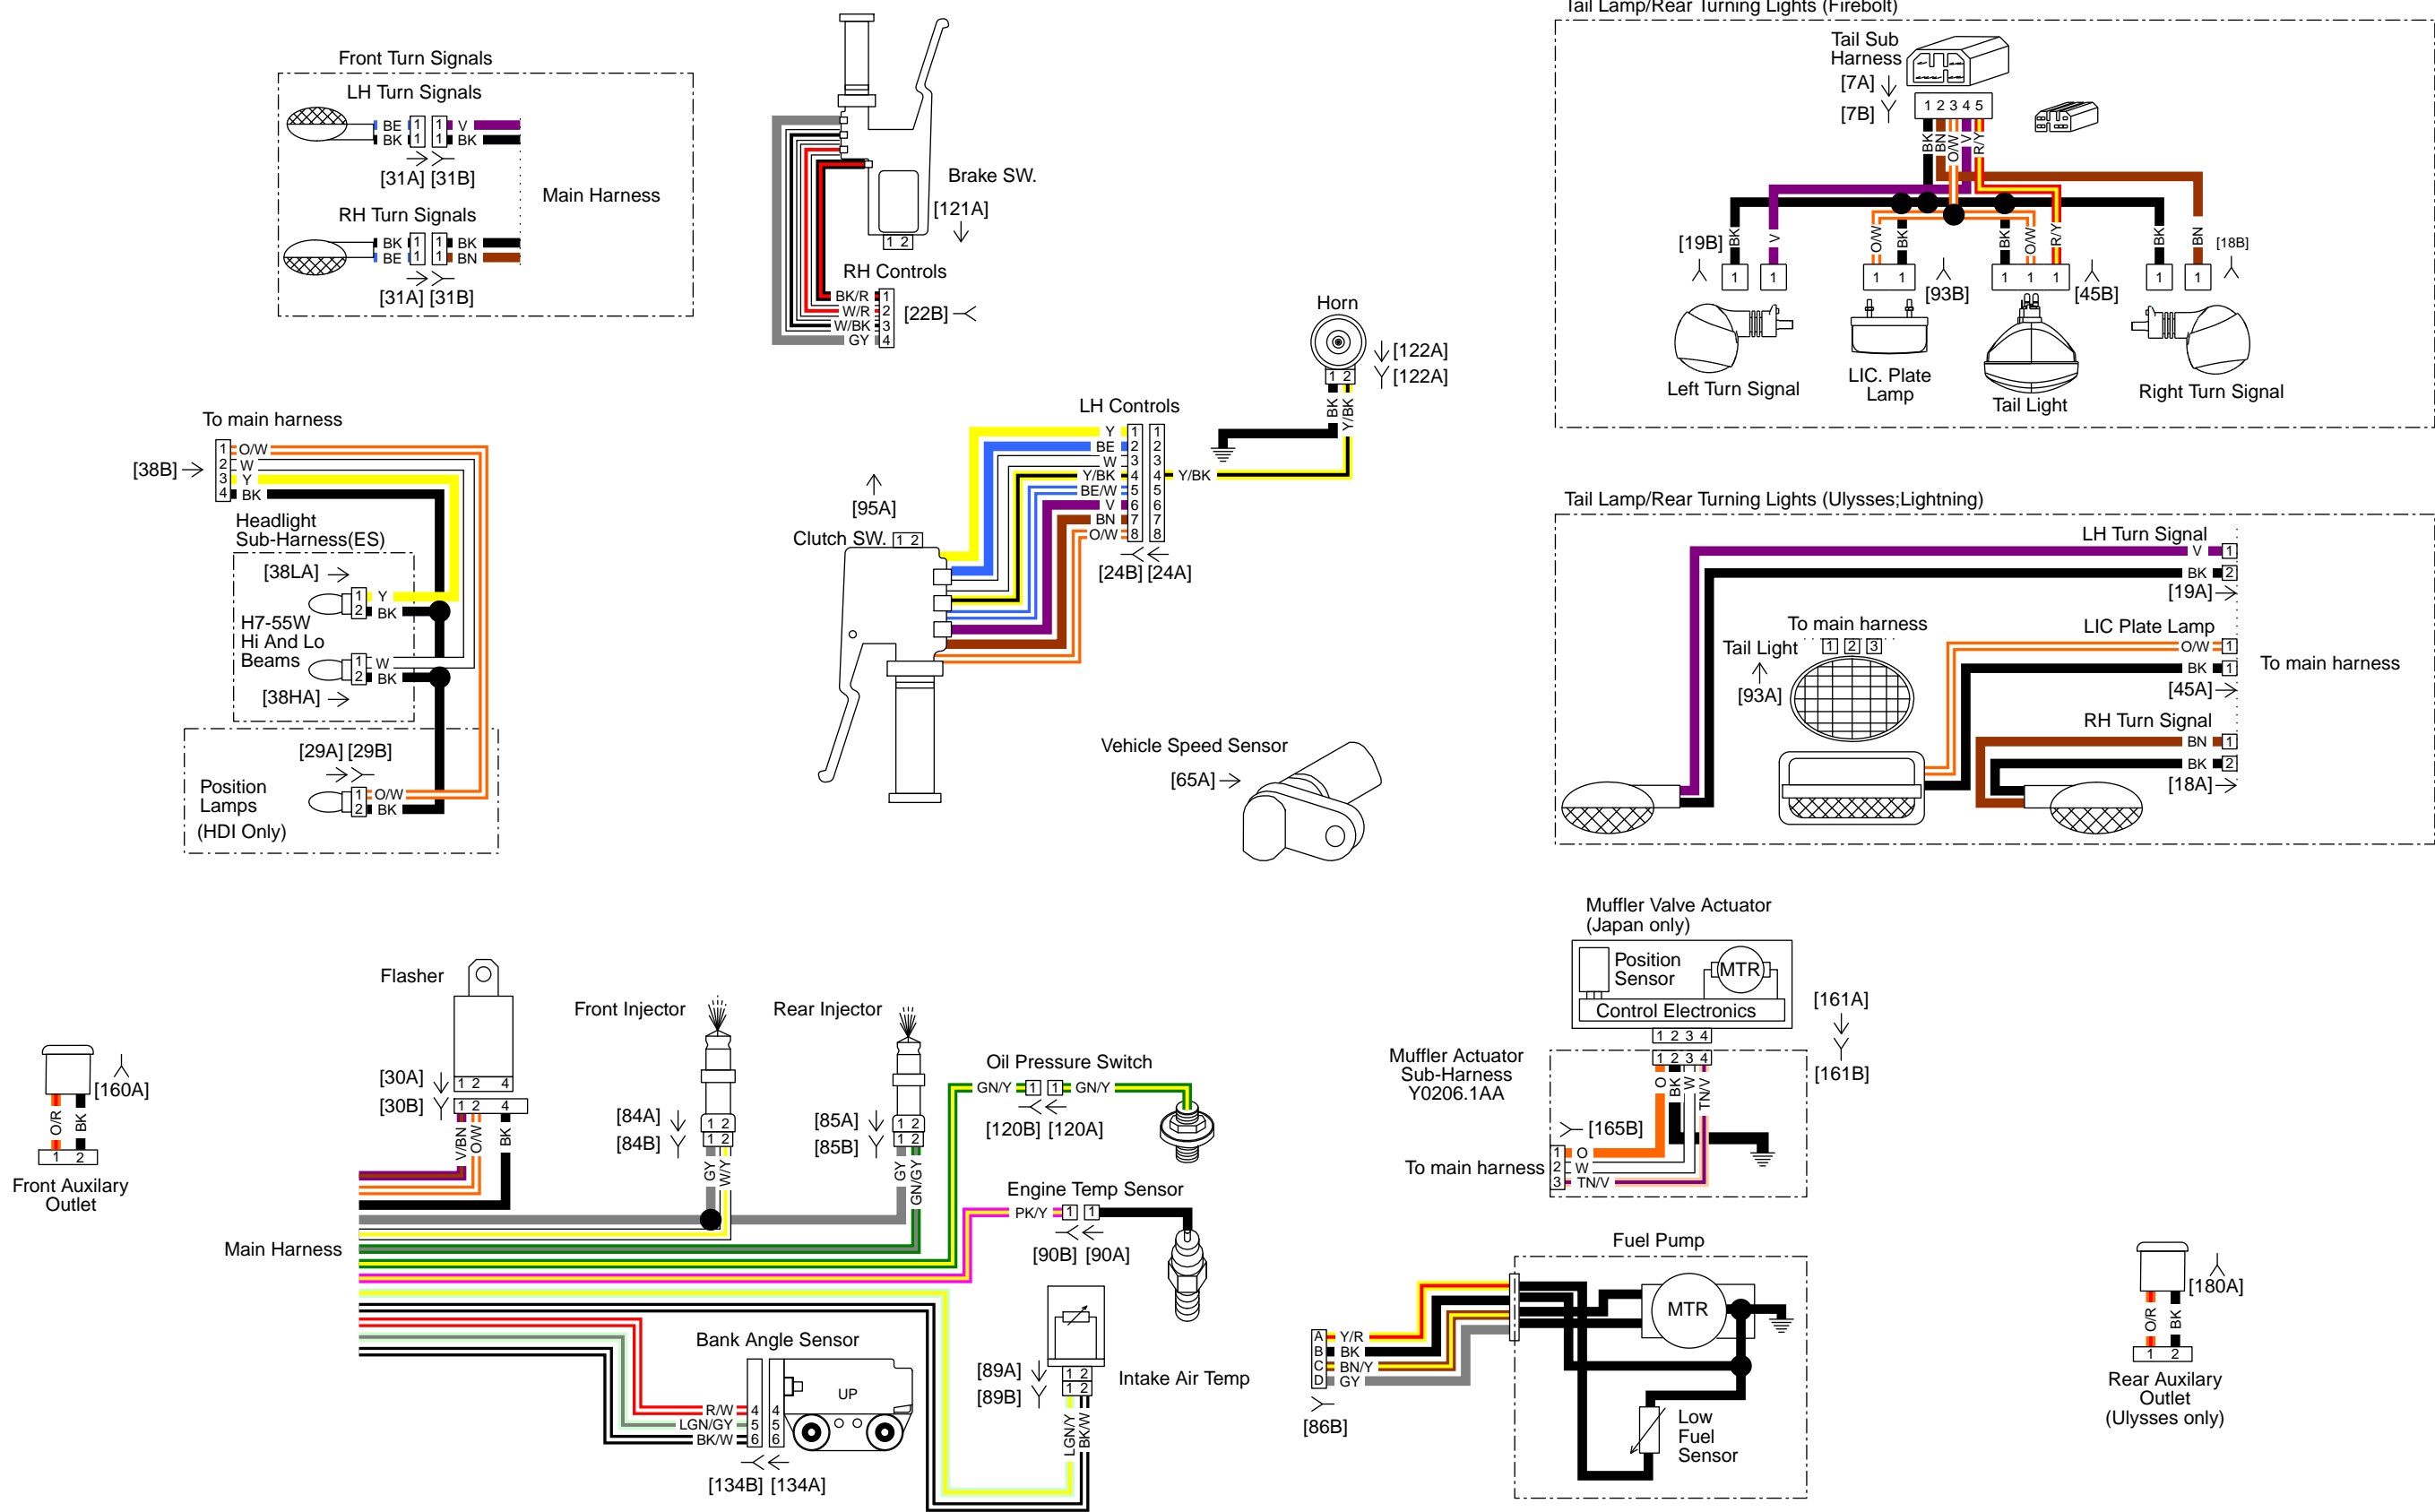 Front Turn Signals
LH Turn Signals
BE 1 1 V
BK 1 1 BK
[31A] [31B]
Main Harness
RH Turn Signals
BK 1 1 BK
BE 1 1 BN
[31A] [31B]
Brake SW.
[121A]
1 2
RH Controls
BK/R 1
W/R 2
W/BK 3
GY 4
[22B]
Tail Lamp/Rear Turning Lights (Firebolt)
Tail Sub
Harness
[7A]
[7B]
1 2 3 4 5
BK BN O/W V R/Y
[19B] BK V O/W BK BK O/W R/Y BK BN [18B]
1 1 1 1 [93B] 1 1 1 [45B] 1 1
Left Turn Signal
LIC. Plate
Lamp
Tail Light
Right Turn Signal
Horn
[122A]
[122A]
1 2
BK Y/BK
To main harness
[38B]
1 O/W
2 W
3 Y
4 BK
Headlight
Sub-Harness(ES)
[38LA]
1 Y
2 BK
H7-55W
Hi And Lo
Beams
1 W
2 BK
[38HA]
[29A] [29B]
Position
Lamps
(HDI Only)
1 O/W
2 BK
LH Controls
Y 1 1
BE 2 2
W 3 3
Y/BK 4 4 Y/BK
BE/W 5 5
V 6 6
BN 7 7
O/W 8 8
[24B] [24A]
[95A]
Clutch SW. 1 2
Vehicle Speed Sensor
[65A]
Tail Lamp/Rear Turning Lights (Ulysses;Lightning)
LH Turn Signal
V 1
BK 2
[19A]
To main harness
Tail Light 1 2 3
[93A]
LIC Plate Lamp
O/W 1
BK 1
[45A]
To main harness
RH Turn Signal
BN 1
BK 2
[18A]
[160A]
O/R BK
1 2
Front Auxilary
Outlet
Flasher
[30A] 1 2 4
[30B] 1 2 4
V/BN O/W BK
Front Injector
[84A] 1 2
[84B] 1 2
GY W/Y
Rear Injector
[85A] 1 2
[85B] 1 2
GY GN/GY
Oil Pressure Switch
GN/Y 1 1 GN/Y
[120B] [120A]
Engine Temp Sensor
PK/Y 1 1
[90B] [90A]
Main Harness
Intake Air Temp
[89A] 1 2
[89B] 1 2
LGN/Y BK/W
Bank Angle Sensor
UP
R/W 4 4
LGN/GY 5 5
BK/W 6 6
[134B] [134A]
Muffler Valve Actuator
(Japan only)
Position
Sensor
MTR
Control Electronics
1 2 3 4
[161A]
[161B]
Muffler Actuator
Sub-Harness
Y0206.1AA
1 2 3 4
O BK W TN/V
[165B]
To main harness
1 O
2 W
3 TN/V
Fuel Pump
MTR
A Y/R
B BK
C BN/Y
D GY
[86B]
Low
Fuel
Sensor
[180A]
O/R BK
1 2
Rear Auxilary
Outlet
(Ulysses only)